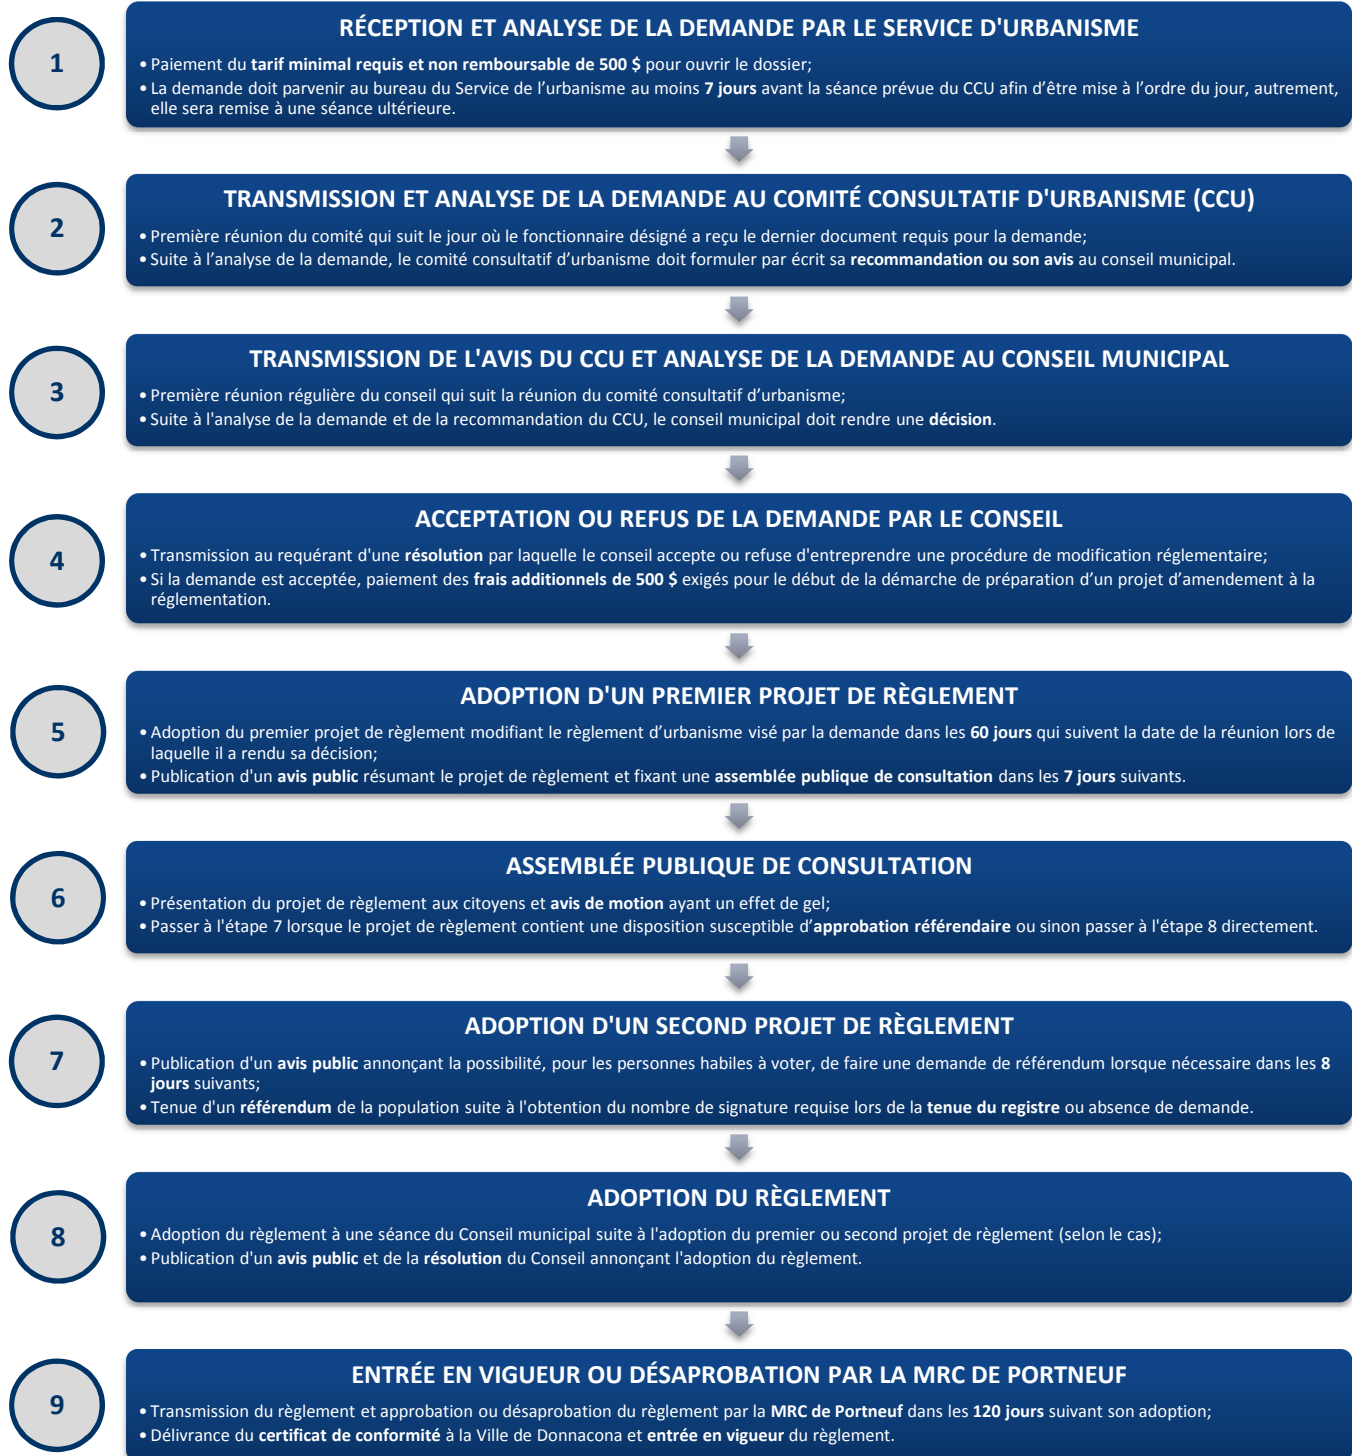 1
RÉCEPTION ET ANALYSE DE LA DEMANDE PAR LE SERVICE D'URBANISME
• Paiement du tarif minimal requis et non remboursable de 500 $ pour ouvrir le dossier;
• La demande doit parvenir au bureau du Service de l'urbanisme au moins 7 jours avant la séance prévue du CCU afin d'être mise à l'ordre du jour, autrement,
elle sera remise à une séance ultérieure.
2
TRANSMISSION ET ANALYSE DE LA DEMANDE AU COMITÉ CONSULTATIF D'URBANISME (CCU)
• Première réunion du comité qui suit le jour où le fonctionnaire désigné a reçu le dernier document requis pour la demande;
• Suite à l'analyse de la demande, le comité consultatif d'urbanisme doit formuler par écrit sa recommandation ou son avis au conseil municipal.
3
TRANSMISSION DE L'AVIS DU CCU ET ANALYSE DE LA DEMANDE AU CONSEIL MUNICIPAL
• Première réunion régulière du conseil qui suit la réunion du comité consultatif d'urbanisme;
• Suite à l'analyse de la demande et de la recommandation du CCU, le conseil municipal doit rendre une décision.
4
ACCEPTATION OU REFUS DE LA DEMANDE PAR LE CONSEIL
• Transmission au requérant d'une résolution par laquelle le conseil accepte ou refuse d'entreprendre une procédure de modification réglementaire;
• Si la demande est acceptée, paiement des frais additionnels de 500 $ exigés pour le début de la démarche de préparation d'un projet d'amendement à la
réglementation.
5
ADOPTION D'UN PREMIER PROJET DE RÈGLEMENT
• Adoption du premier projet de règlement modifiant le règlement d'urbanisme visé par la demande dans les 60 jours qui suivent la date de la réunion lors de
laquelle il a rendu sa décision;
• Publication d'un avis public résumant le projet de règlement et fixant une assemblée publique de consultation dans les 7 jours suivants.
6
ASSEMBLÉE PUBLIQUE DE CONSULTATION
• Présentation du projet de règlement aux citoyens et avis de motion ayant un effet de gel;
• Passer à l'étape 7 lorsque le projet de règlement contient une disposition susceptible d'approbation référendaire ou sinon passer à l'étape 8 directement.
7
ADOPTION D'UN SECOND PROJET DE RÈGLEMENT
• Publication d'un avis public annonçant la possibilité, pour les personnes habiles à voter, de faire une demande de référendum lorsque nécessaire dans les 8
jours suivants;
• Tenue d'un référendum de la population suite à l'obtention du nombre de signature requise lors de la tenue du registre ou absence de demande.
8
ADOPTION DU RÈGLEMENT
• Adoption du règlement à une séance du Conseil municipal suite à l'adoption du premier ou second projet de règlement (selon le cas);
• Publication d'un avis public et de la résolution du Conseil annonçant l'adoption du règlement.
9
ENTRÉE EN VIGUEUR OU DÉSAPROBATION PAR LA MRC DE PORTNEUF
• Transmission du règlement et approbation ou désaprobation du règlement par la MRC de Portneuf dans les 120 jours suivant son adoption;
• Délivrance du certificat de conformité à la Ville de Donnacona et entrée en vigueur du règlement.